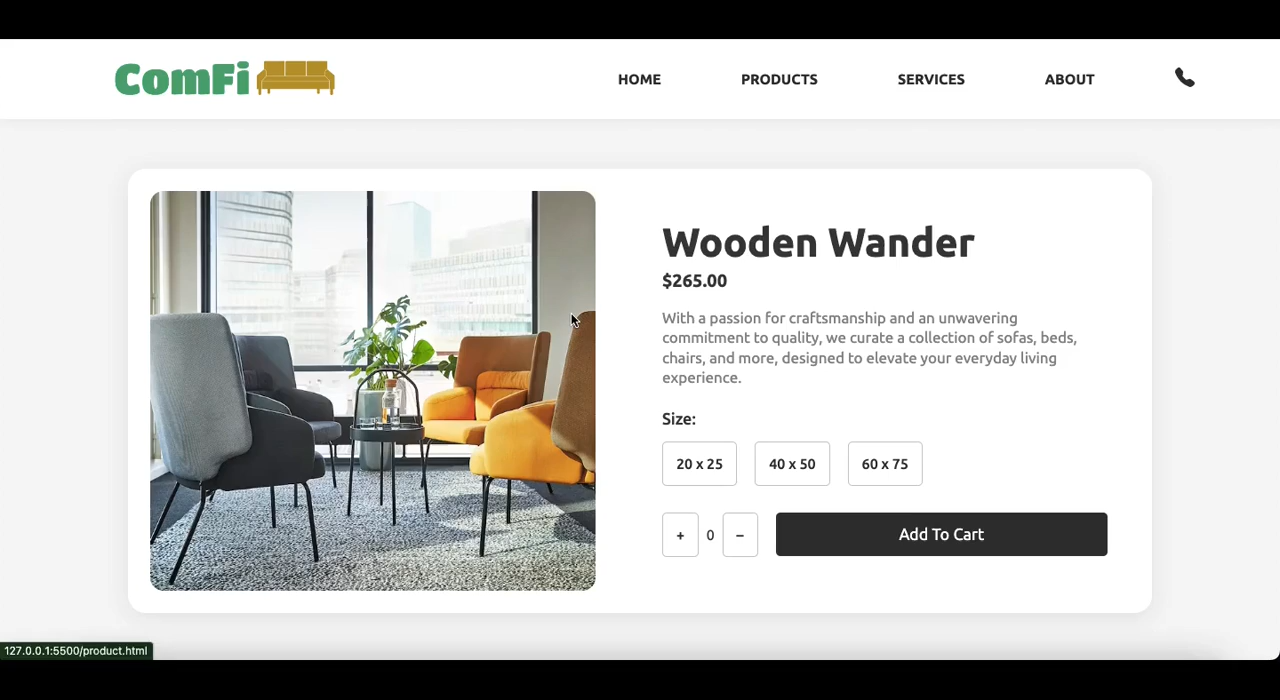 ComFi
HOME
PRODUCTS
SERVICES
ABOUT
Wooden Wander
$265.00
With a passion for craftsmanship and an unwavering
commitment to quality, we curate a collection of sofas, beds,
chairs, and more, designed to elevate your everyday living
experience.
Size:
20 x 25
40 x 50
60 x 75
+ 0 −
Add To Cart
127.0.0.1:5500/product.html